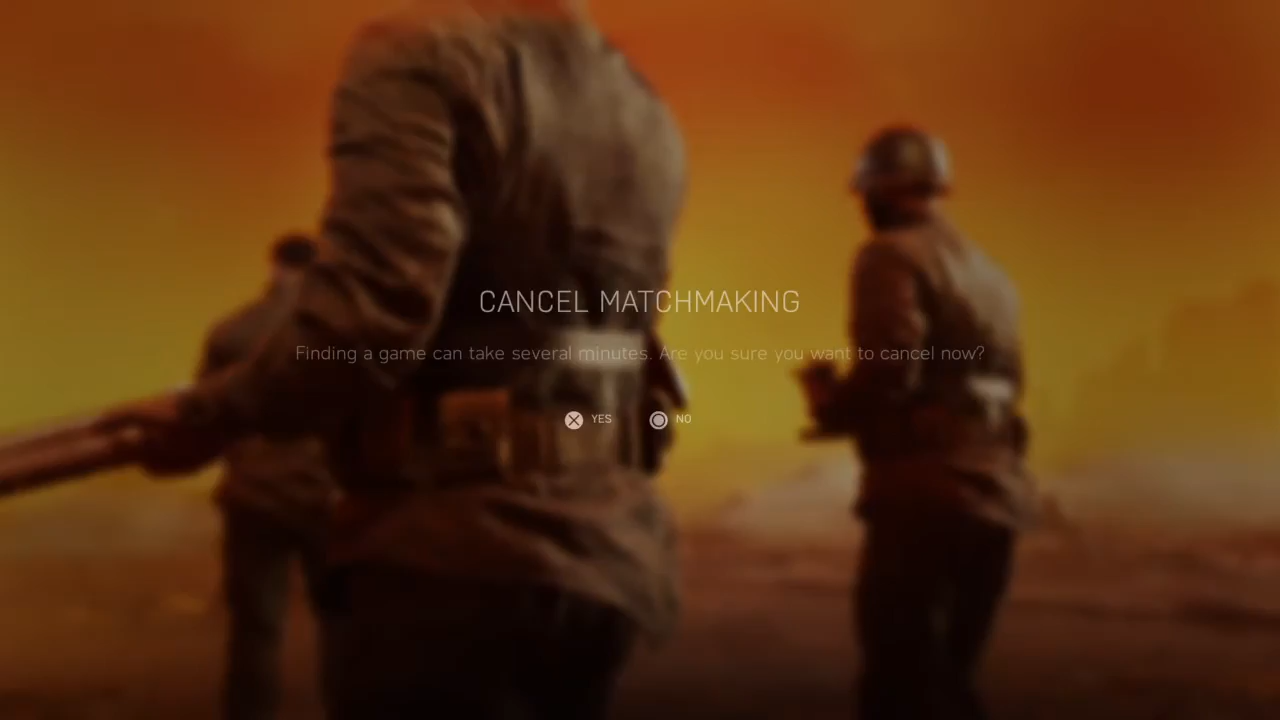 CANCEL MATCHMAKING
Finding a game can take several minutes. Are you sure you want to cancel now?
YES NO